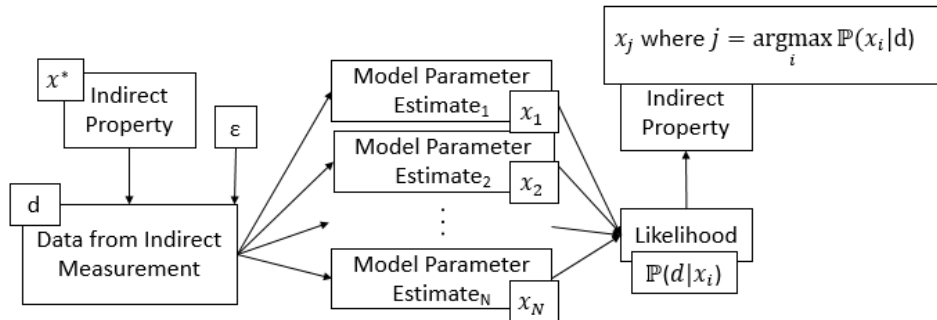 x* Indirect
Property
ε
d
Data from Indirect
Measurement
Model Parameter
Estimate₁
x₁
Model Parameter
Estimate₂
x₂
⋮
Model Parameter
Estimate_N
x_N
x_j where j = argmax ℙ(x_i|d)
i
Indirect
Property
Likelihood
ℙ(d|x_i)